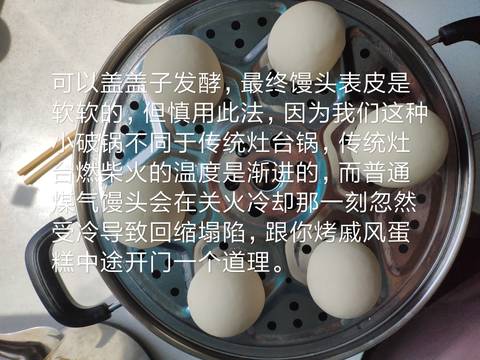 可以盖盖子发酵，最终馒头表皮是
软软的，但慎用此法，因为我们这种
小破锅不同于传统灶台锅，传统灶
台燃柴火的温度是渐进的，而普通
煤气馒头会在关火冷却那一刻忽然
受冷导致回缩塌陷，跟你烤戚风蛋
糕中途开门一个道理。